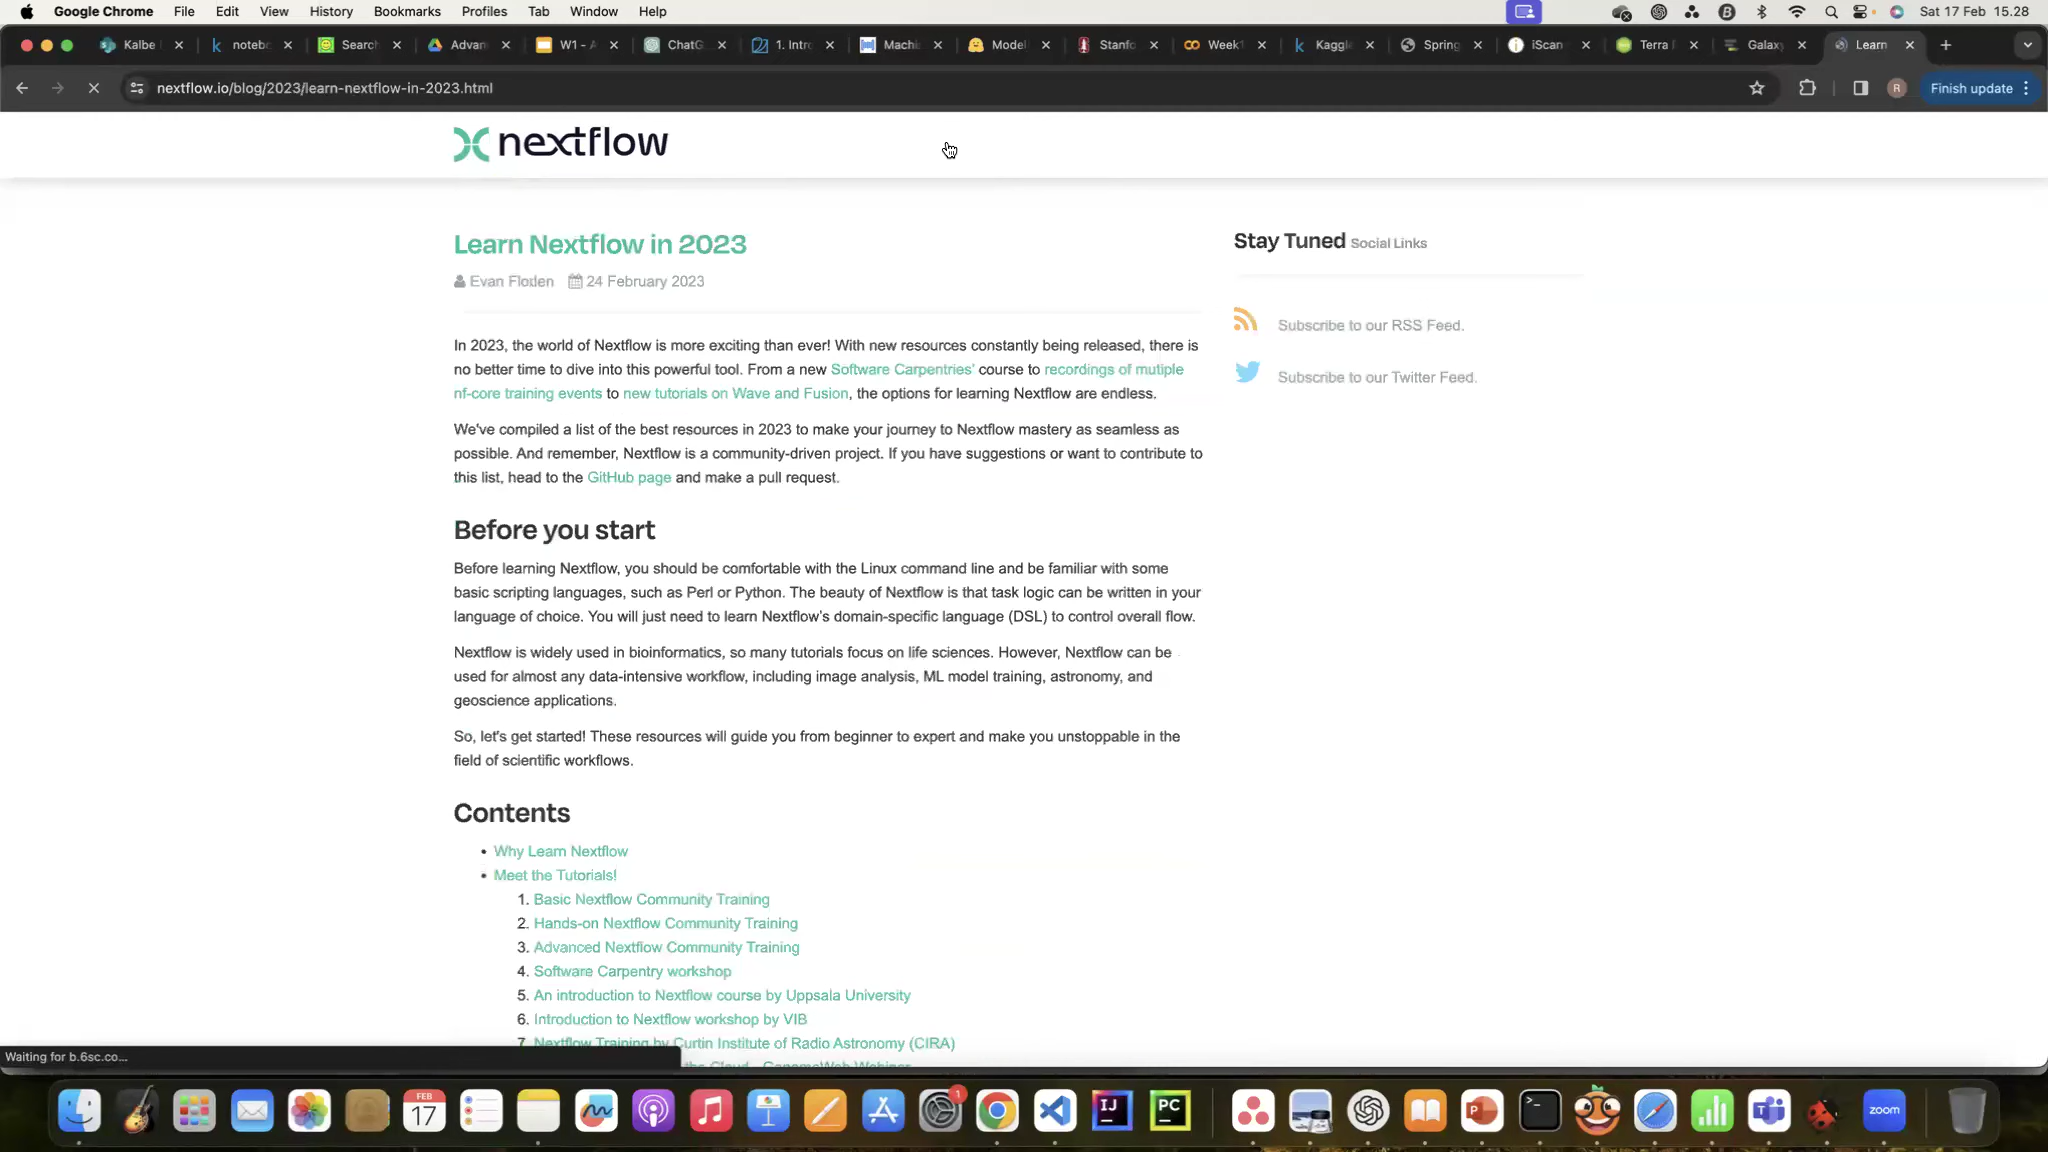 Google Chrome File Edit View History Bookmarks Profiles Tab Window Help Sat 17 Feb 15.28
Kalbe noteb Search Advan W1 - A ChatG 1. Intro Machi Model Stanfo Week1 Kaggle Spring iScan Terra Galaxy Learn
nextflow.io/blog/2023/learn-nextflow-in-2023.html R Finish update
nextflow
Learn Nextflow in 2023
Evan Floden 24 February 2023
In 2023, the world of Nextflow is more exciting than ever! With new resources constantly being released, there is
no better time to dive into this powerful tool. From a new Software Carpentries' course to recordings of mutiple
nf-core training events to new tutorials on Wave and Fusion, the options for learning Nextflow are endless.
We've compiled a list of the best resources in 2023 to make your journey to Nextflow mastery as seamless as
possible. And remember, Nextflow is a community-driven project. If you have suggestions or want to contribute to
this list, head to the GitHub page and make a pull request.
Before you start
Before learning Nextflow, you should be comfortable with the Linux command line and be familiar with some
basic scripting languages, such as Perl or Python. The beauty of Nextflow is that task logic can be written in your
language of choice. You will just need to learn Nextflow's domain-specific language (DSL) to control overall flow.
Nextflow is widely used in bioinformatics, so many tutorials focus on life sciences. However, Nextflow can be
used for almost any data-intensive workflow, including image analysis, ML model training, astronomy, and
geoscience applications.
So, let's get started! These resources will guide you from beginner to expert and make you unstoppable in the
field of scientific workflows.
Contents
• Why Learn Nextflow
• Meet the Tutorials!
1. Basic Nextflow Community Training
2. Hands-on Nextflow Community Training
3. Advanced Nextflow Community Training
4. Software Carpentry workshop
5. An introduction to Nextflow course by Uppsala University
6. Introduction to Nextflow workshop by VIB
7. Nextflow Training by Curtin Institute of Radio Astronomy (CIRA)
the Cloud - GenomeWeb Webinar
Stay Tuned Social Links
Subscribe to our RSS Feed.
Subscribe to our Twitter Feed.
Waiting for b.6sc.co...
FEB
17
1
IJ
PC
zoom